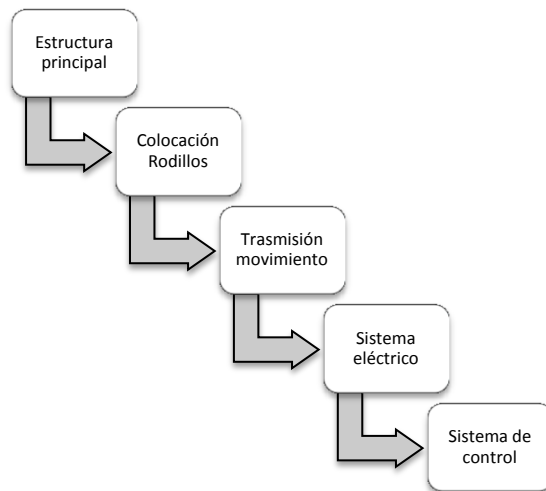 Estructura
principal
Colocación
Rodillos
Trasmisión
movimiento
Sistema
eléctrico
Sistema de
control